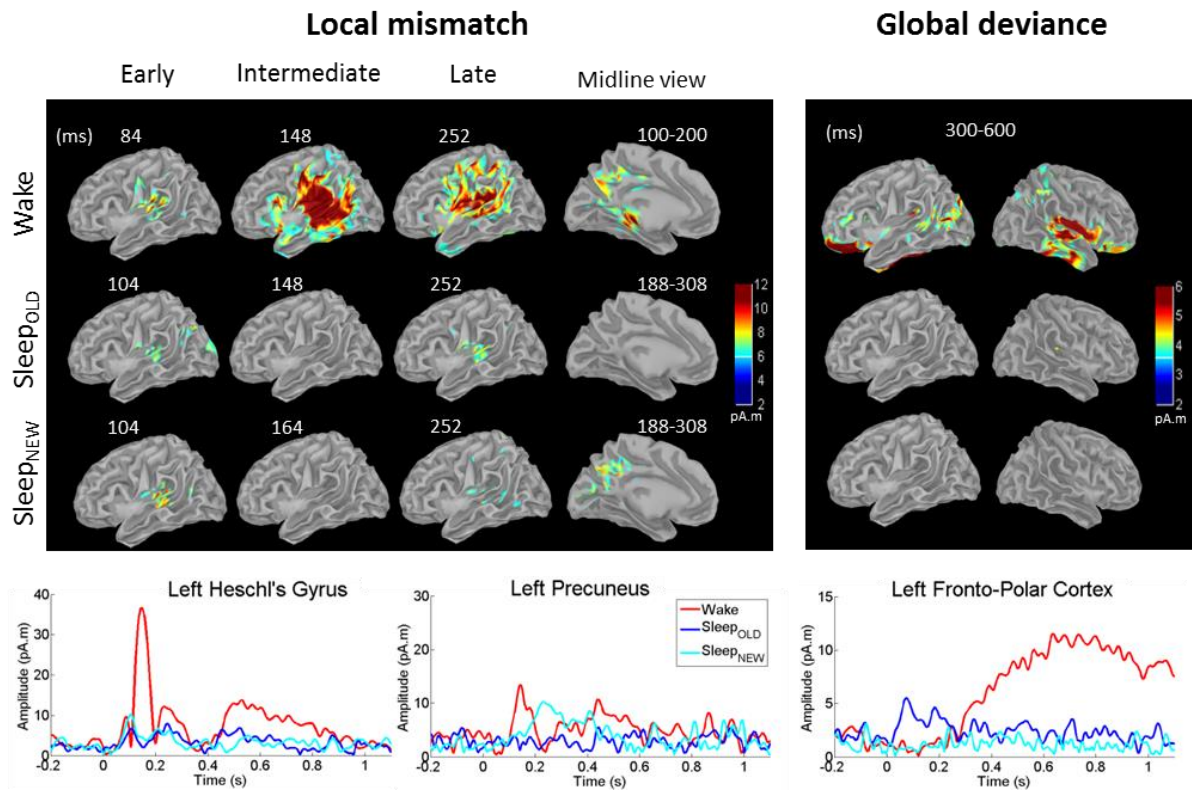 Local mismatch
Global deviance
Early Intermediate Late Midline view
Wake
(ms) 84 148 252 100-200
(ms) 300-600
Sleep_OLD
104 148 252 188-308
12
10
8
6
4
2
pA.m
6
5
4
3
2
pA.m
Sleep_NEW
104 164 252 188-308
Left Heschl's Gyrus
Amplitude (pA.m)
40
30
20
10
0
-0.2 0 0.2 0.4 0.6 0.8 1
Time (s)
Left Precuneus
Amplitude (pA.m)
30
20
10
0
-0.2 0 0.2 0.4 0.6 0.8 1
Time (s)
Wake
Sleep_OLD
Sleep_NEW
Left Fronto-Polar Cortex
Amplitude (pA.m)
15
10
5
0
-0.2 0 0.2 0.4 0.6 0.8 1
Time (s)